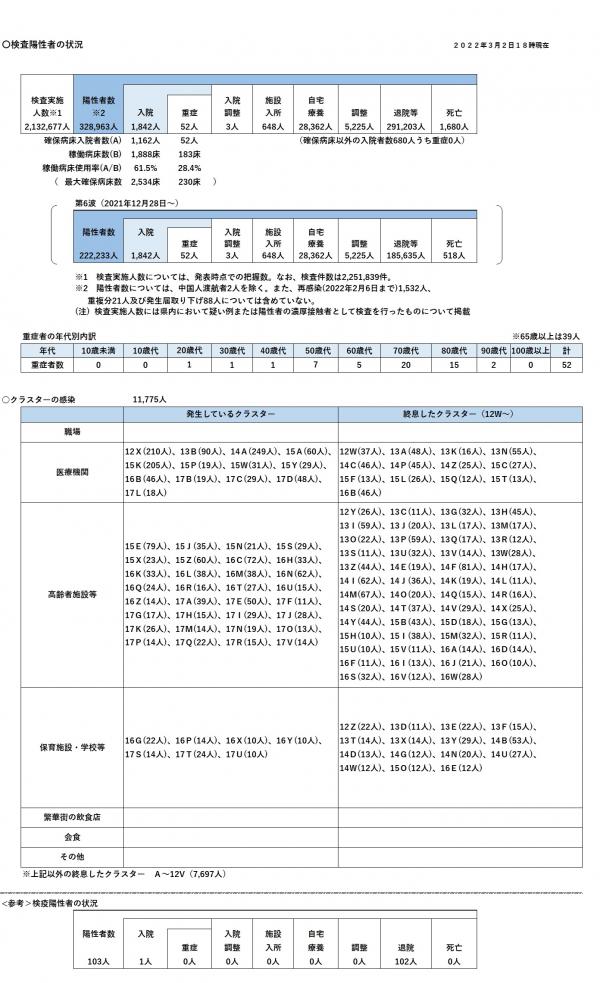 〇検査陽性者の状況
２０２２年３月２日１８時現在
検査実施人数※1 陽性者数※2 入院 重症 入院調整 施設入所 自宅療養 調整 退院等 死亡
2,132,677人 328,963人 1,842人 52人 3人 648人 28,362人 5,225人 291,203人 1,680人
確保病床入院者数(A) 1,162人 52人 （確保病床以外の入院者数680人うち重症0人）
稼働病床数(B) 1,888床 183床
稼働病床使用率(A/B) 61.5% 28.4%
（ 最大確保病床数 2,534床 230床 ）
第6波（2021年12月28日～）
陽性者数 入院 重症 入院調整 施設入所 自宅療養 調整 退院等 死亡
222,233人 1,842人 52人 3人 648人 28,362人 5,225人 185,635人 518人
※1 検査実施人数については、発表時点での把握数。なお、検査件数は2,251,839件。
※2 陽性者数については、中国人渡航者2人を除く。また、再感染(2022年2月6日まで)1,532人、
重複分21人及び発生届取り下げ88人については含めていない。
（注）検査実施人数には県内において疑い例または陽性者の濃厚接触者として検査を行ったものについて掲載
重症者の年代別内訳
※65歳以上は39人
年代 10歳未満 10歳代 20歳代 30歳代 40歳代 50歳代 60歳代 70歳代 80歳代 90歳代 100歳以上 計
重症者数 0 0 1 1 1 7 5 20 15 2 0 52
〇クラスターの感染 11,775人
発生しているクラスター 終息したクラスター（12W～）
職場
医療機関
12X(210人)、13B(90人)、14A(249人)、15A(60人)、
15K(205人)、15P(19人)、15W(31人)、15Y(29人)、
16B(46人)、17B(19人)、17C(29人)、17D(48人)、
17L(18人)
12W(37人)、13A(48人)、13K(16人)、13N(55人)、
14C(46人)、14P(45人)、14Z(25人)、15C(27人)、
15F(13人)、15L(26人)、15Q(12人)、15T(13人)、
16B(46人)
高齢者施設等
15E(79人)、15J(35人)、15N(21人)、15S(29人)、
15X(23人)、15Z(60人)、16C(72人)、16H(33人)、
16K(33人)、16L(38人)、16M(38人)、16N(62人)、
16Q(24人)、16R(16人)、16T(27人)、16U(15人)、
16Z(14人)、17A(39人)、17E(50人)、17F(11人)、
17G(17人)、17H(15人)、17I(29人)、17J(28人)、
17K(26人)、17M(14人)、17N(19人)、17O(13人)、
17P(14人)、17Q(22人)、17R(15人)、17V(14人)
12Y(26人)、13C(11人)、13G(32人)、13H(45人)、
13I(59人)、13J(20人)、13L(17人)、13M(17人)、
13O(22人)、13P(59人)、13Q(17人)、13R(12人)、
13S(11人)、13U(32人)、13V(14人)、13W(28人)、
13Z(44人)、14E(19人)、14F(81人)、14H(17人)、
14I(62人)、14J(36人)、14K(19人)、14L(11人)、
14M(67人)、14O(20人)、14Q(15人)、14R(16人)、
14S(20人)、14T(37人)、14V(29人)、14X(25人)、
14Y(44人)、15B(43人)、15D(18人)、15G(13人)、
15H(10人)、15I(38人)、15M(32人)、15R(11人)、
15U(10人)、15V(11人)、16A(14人)、16D(14人)、
16F(11人)、16I(13人)、16J(21人)、16O(10人)、
16S(32人)、16V(12人)、16W(28人)
保育施設・学校等
16G(22人)、16P(14人)、16X(10人)、16Y(10人)、
17S(14人)、17T(24人)、17U(10人)
12Z(22人)、13D(11人)、13E(22人)、13F(15人)、
13T(14人)、13X(14人)、13Y(29人)、14B(53人)、
14D(13人)、14G(12人)、14N(20人)、14U(27人)、
14W(12人)、15O(12人)、16E(12人)
繁華街の飲食店
会食
その他
※上記以外の終息したクラスター A～12V（7,697人）
<参考>検疫陽性者の状況
陽性者数 入院 重症 入院調整 施設入所 自宅療養 調整 退院 死亡
103人 1人 0人 0人 0人 0人 0人 102人 0人